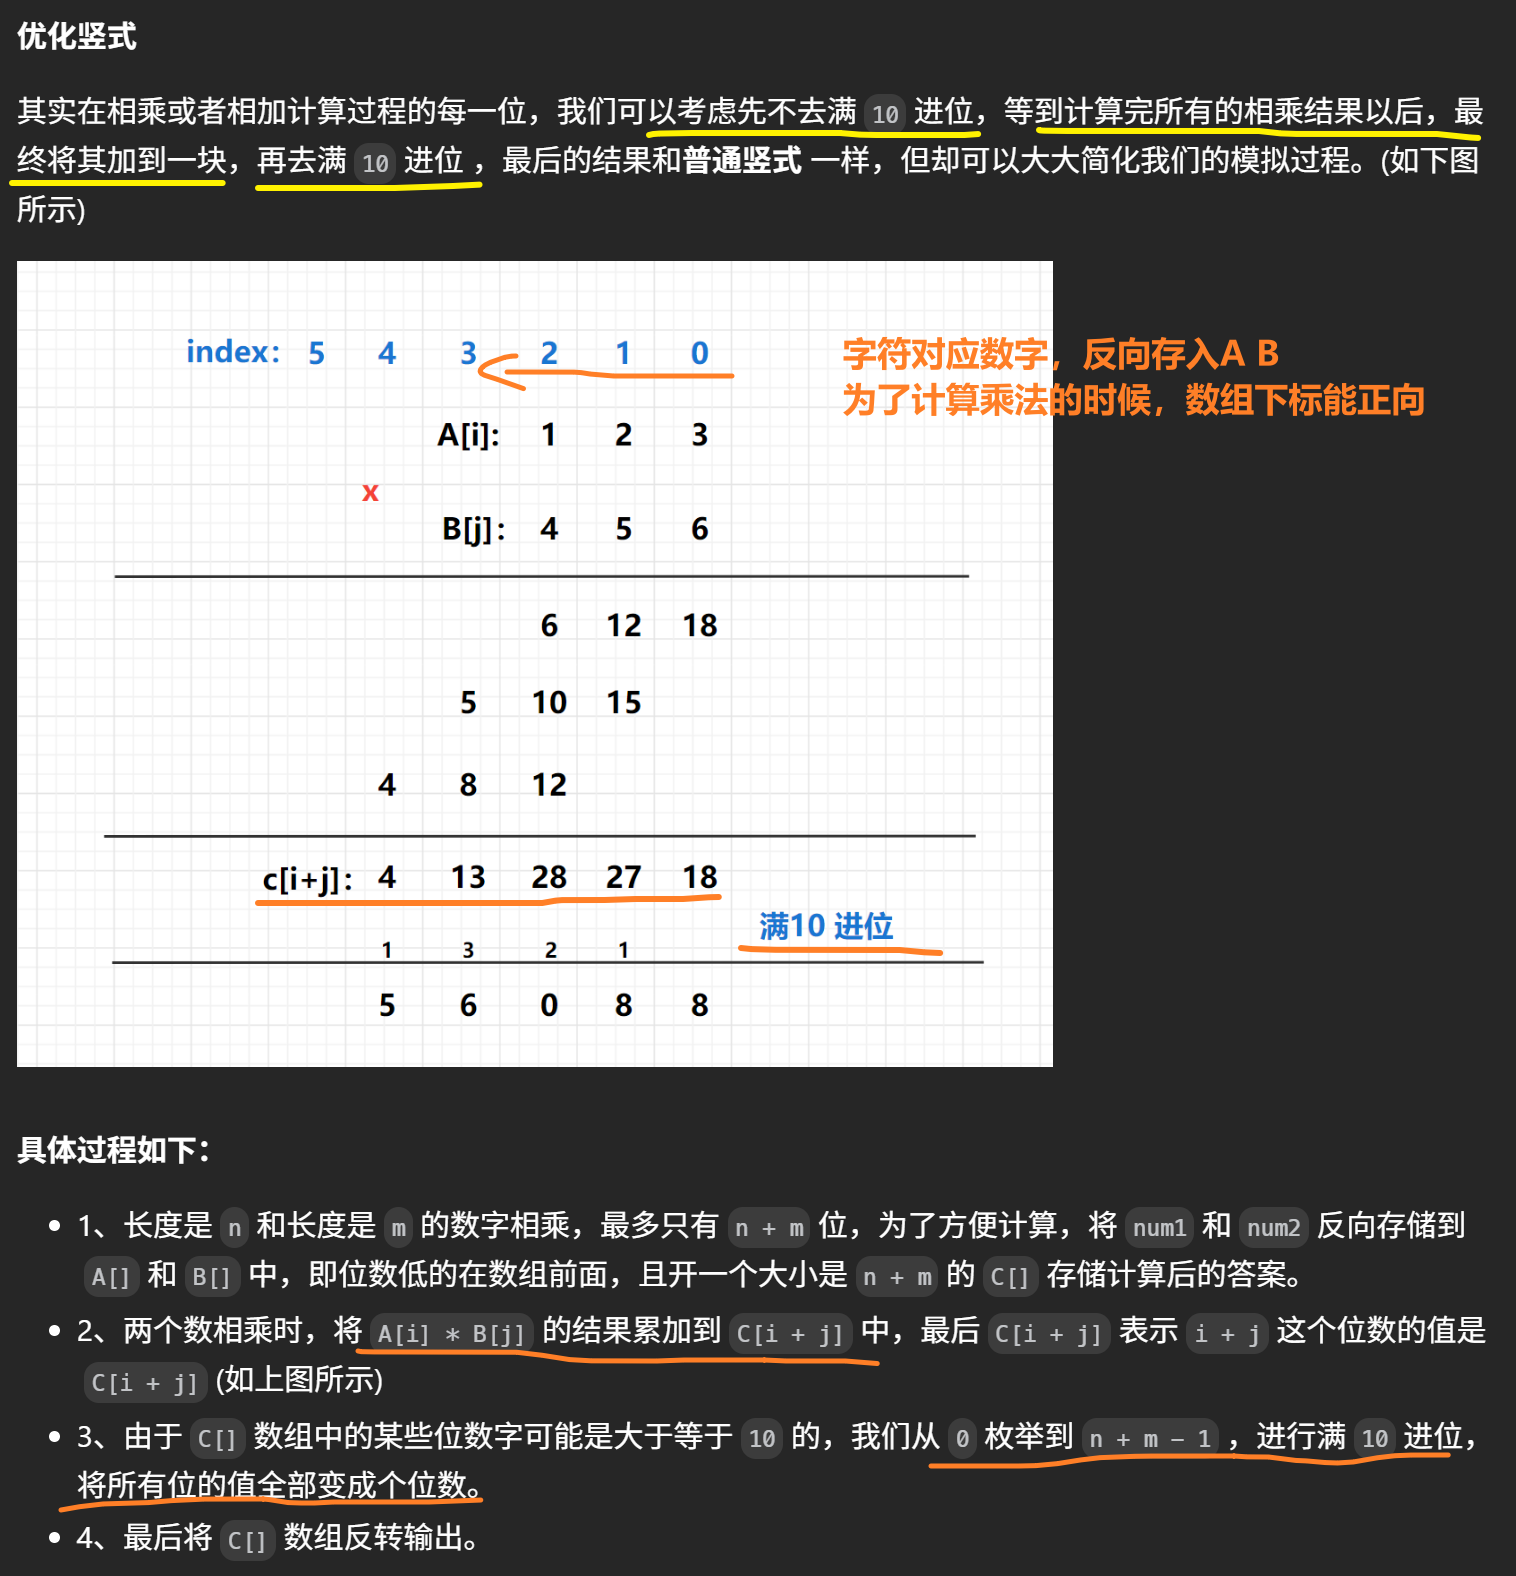 优化竖式
其实在相乘或者相加计算过程的每一位，我们可以考虑先不去满 10 进位，等到计算完所有的相乘结果以后，最
终将其加到一块，再去满 10 进位 ，最后的结果和普通竖式 一样，但却可以大大简化我们的模拟过程。(如下图
所示)
index: 5 4 3 2 1 0
字符对应数字，反向存入A B
为了计算乘法的时候，数组下标能正向
A[i]: 1 2 3
x
B[j]: 4 5 6
6 12 18
5 10 15
4 8 12
c[i+j]: 4 13 28 27 18
满10 进位
1 3 2 1
5 6 0 8 8
具体过程如下：
• 1、长度是 n 和长度是 m 的数字相乘，最多只有 n + m 位，为了方便计算，将 num1 和 num2 反向存储到
A[] 和 B[] 中，即位数低的在数组前面，且开一个大小是 n + m 的 C[] 存储计算后的答案。
• 2、两个数相乘时，将 A[i] * B[j] 的结果累加到 C[i + j] 中，最后 C[i + j] 表示 i + j 这个位数的值是
C[i + j] (如上图所示)
• 3、由于 C[] 数组中的某些位数字可能是大于等于 10 的，我们从 0 枚举到 n + m − 1 ，进行满 10 进位，
将所有位的值全部变成个位数。
• 4、最后将 C[] 数组反转输出。